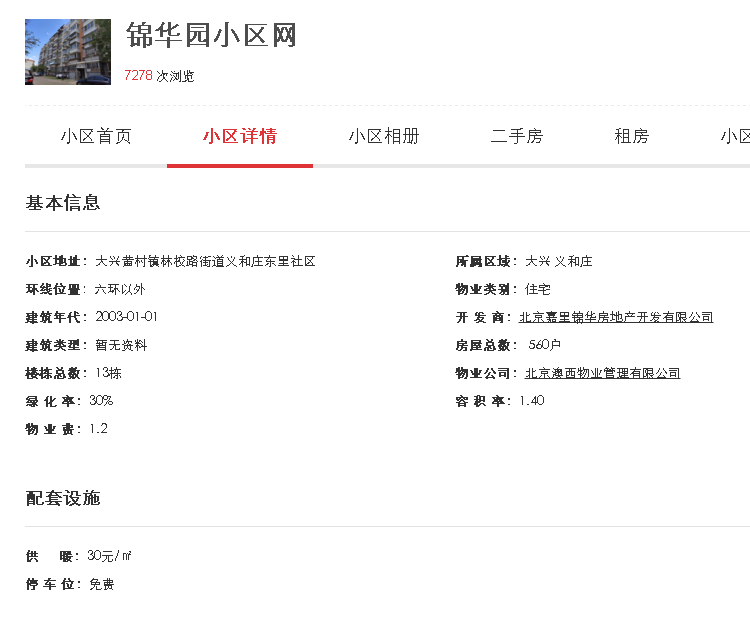 锦华园小区网
7278 次浏览
小区首页 小区详情 小区相册 二手房 租房 小区
基本信息
小区地址：大兴黄村镇林校路街道义和庄东里社区 所属区域：大兴 义和庄
环线位置：六环以外 物业类别：住宅
建筑年代：2003-01-01 开 发 商：北京嘉里锦华房地产开发有限公司
建筑类型：暂无资料 房屋总数：560户
楼栋总数：13栋 物业公司：北京澳西物业管理有限公司
绿 化 率：30% 容 积 率：1.40
物 业 费：1.2
配套设施
供 暖：30元/㎡
停 车 位：免费